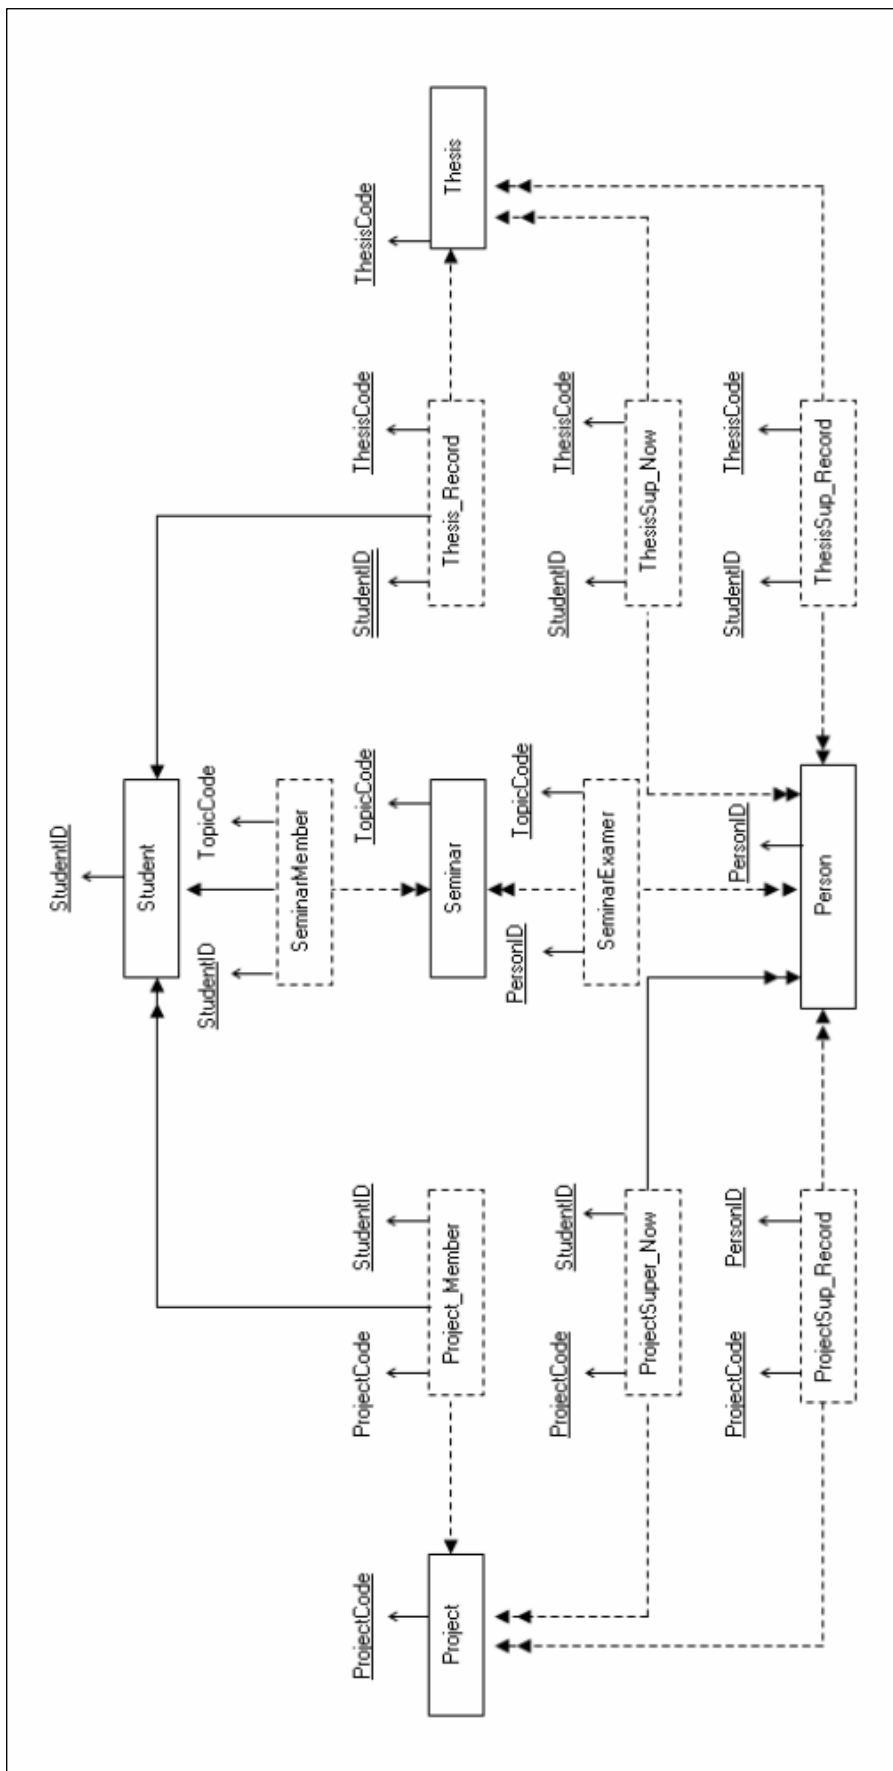 StudentID
Student
StudentID
TopicCode
SeminarMember
ProjectCode
ProjectCode
StudentID
TopicCode
StudentID
ThesisCode
ThesisCode
Project
Project_Member
Seminar
Thesis_Record
Thesis
PersonID
TopicCode
ProjectCode
StudentID
StudentID
ThesisCode
SeminarExamer
ProjectSuper_Now
ThesisSup_Now
ProjectCode
PersonID
PersonID
StudentID
ThesisCode
ProjectSup_Record
Person
ThesisSup_Record